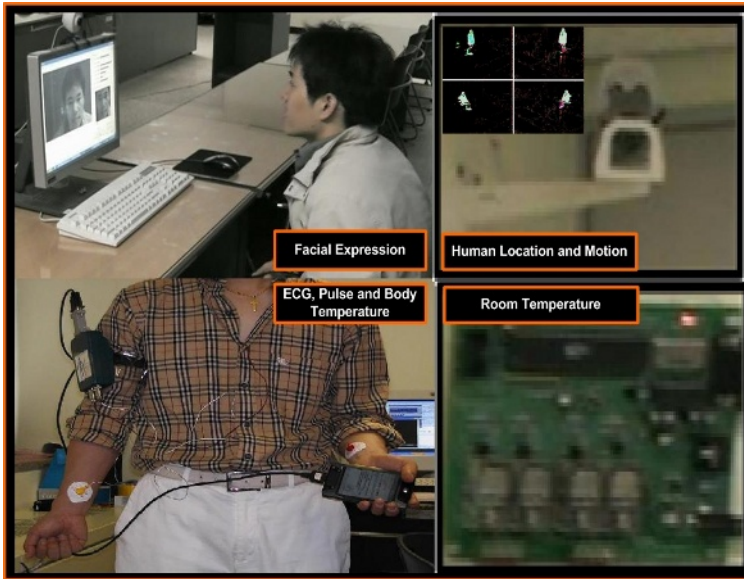 Facial Expression
Human Location and Motion
ECG, Pulse and Body
Temperature
Room Temperature